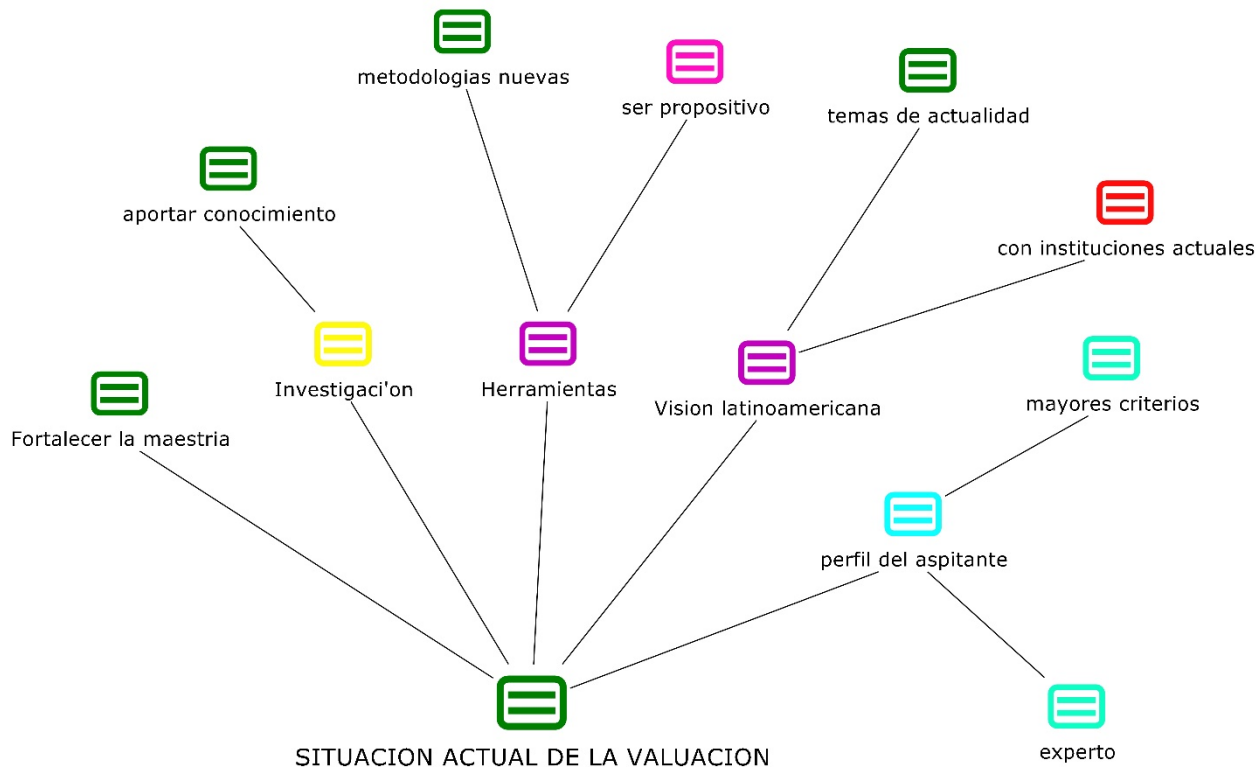 metodologias nuevas
ser propositivo
temas de actualidad
aportar conocimiento
con instituciones actuales
Investigaci'on
Herramientas
Vision latinoamericana
mayores criterios
Fortalecer la maestria
perfil del aspitante
SITUACION ACTUAL DE LA VALUACION
experto